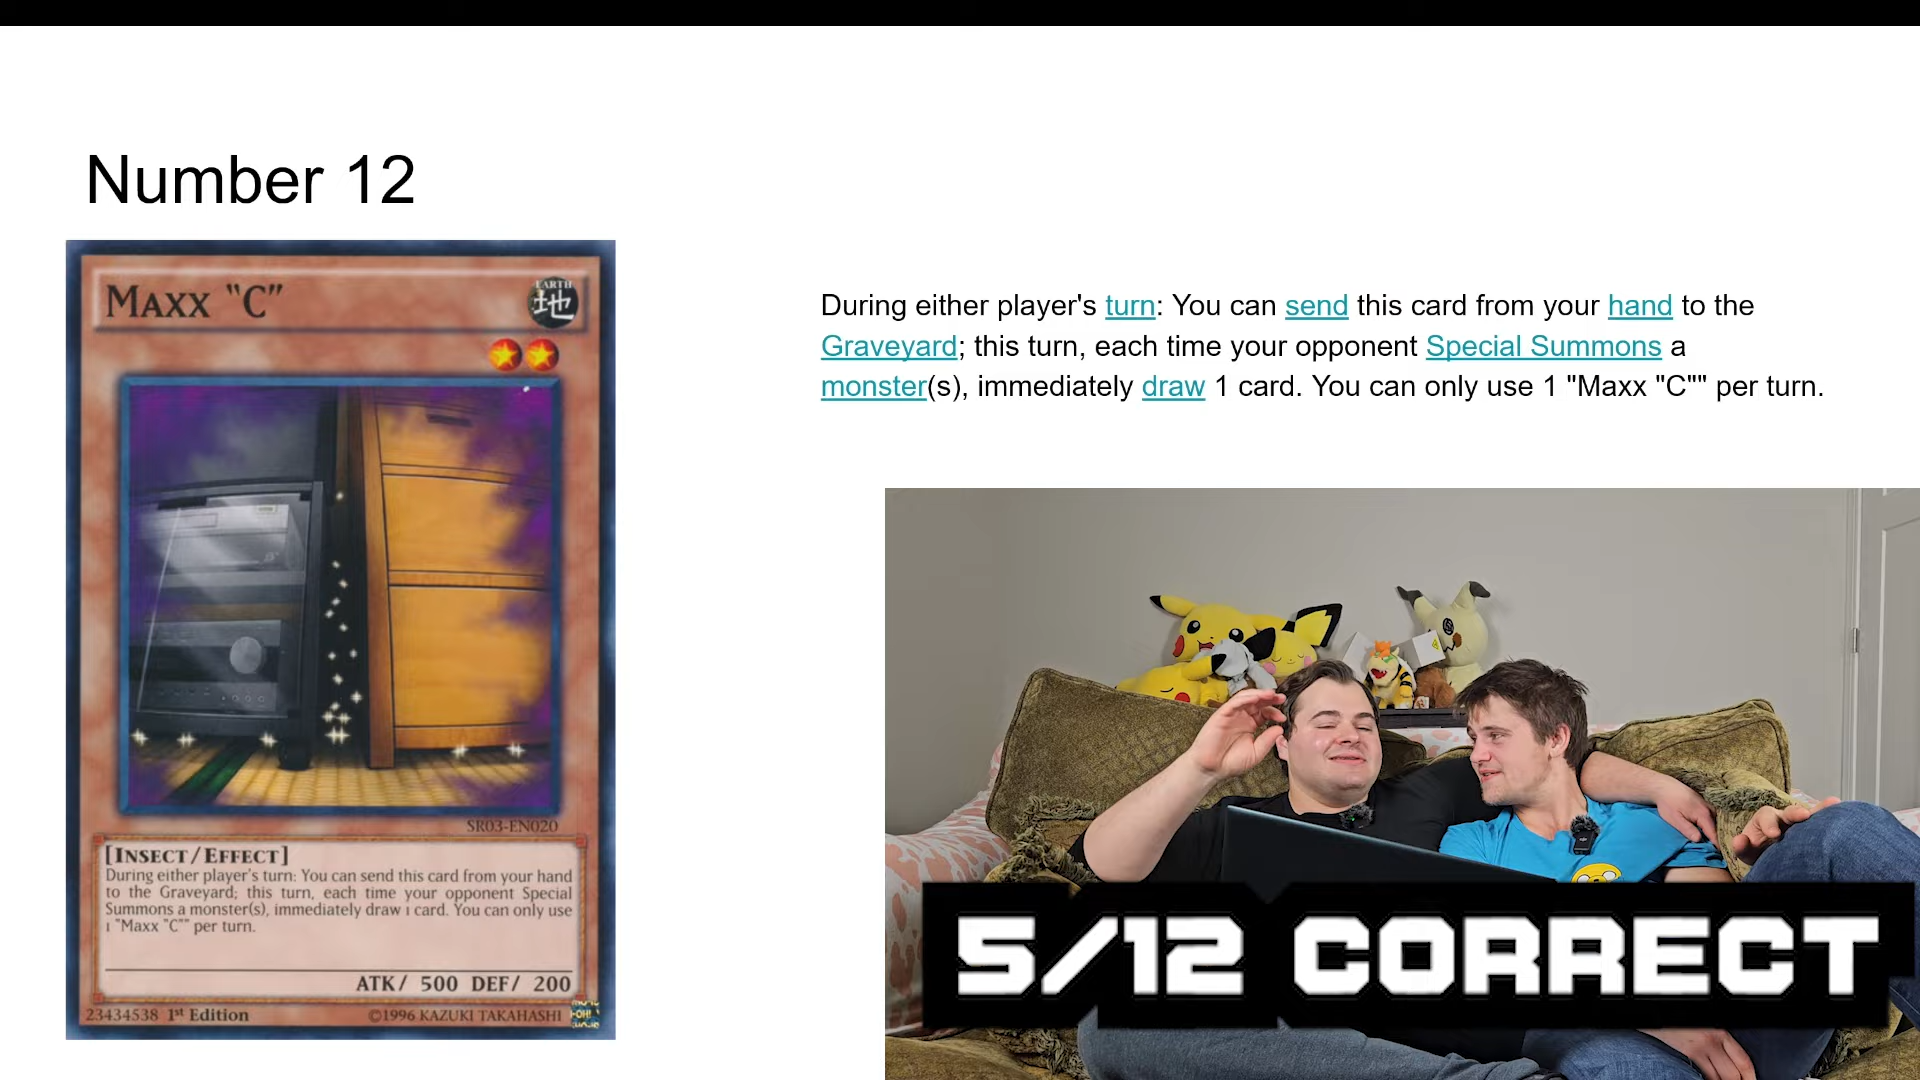 Number 12
MAXX "C"
EARTH
地
SR03-EN020
[INSECT/EFFECT]
During either player's turn: You can send this card from your hand
to the Graveyard; this turn, each time your opponent Special
Summons a monster(s), immediately draw 1 card. You can only use
1 "Maxx "C"" per turn.
ATK/ 500 DEF/ 200
23434538 1st Edition ©1996 KAZUKI TAKAHASHI
During either player's turn: You can send this card from your hand to the
Graveyard; this turn, each time your opponent Special Summons a
monster(s), immediately draw 1 card. You can only use 1 "Maxx "C"" per turn.
5/12 CORRECT